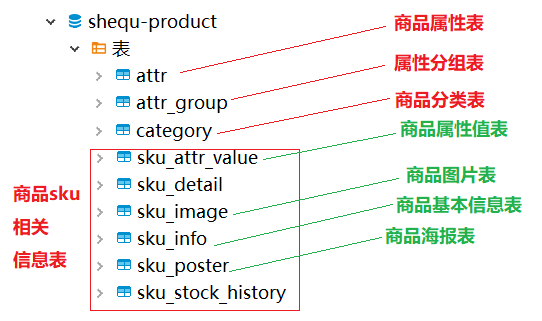 shequ-product
表
attr
attr_group
category
sku_attr_value
sku_detail
sku_image
sku_info
sku_poster
sku_stock_history
商品属性表
属性分组表
商品分类表
商品属性值表
商品图片表
商品基本信息表
商品海报表
商品sku
相关
信息表